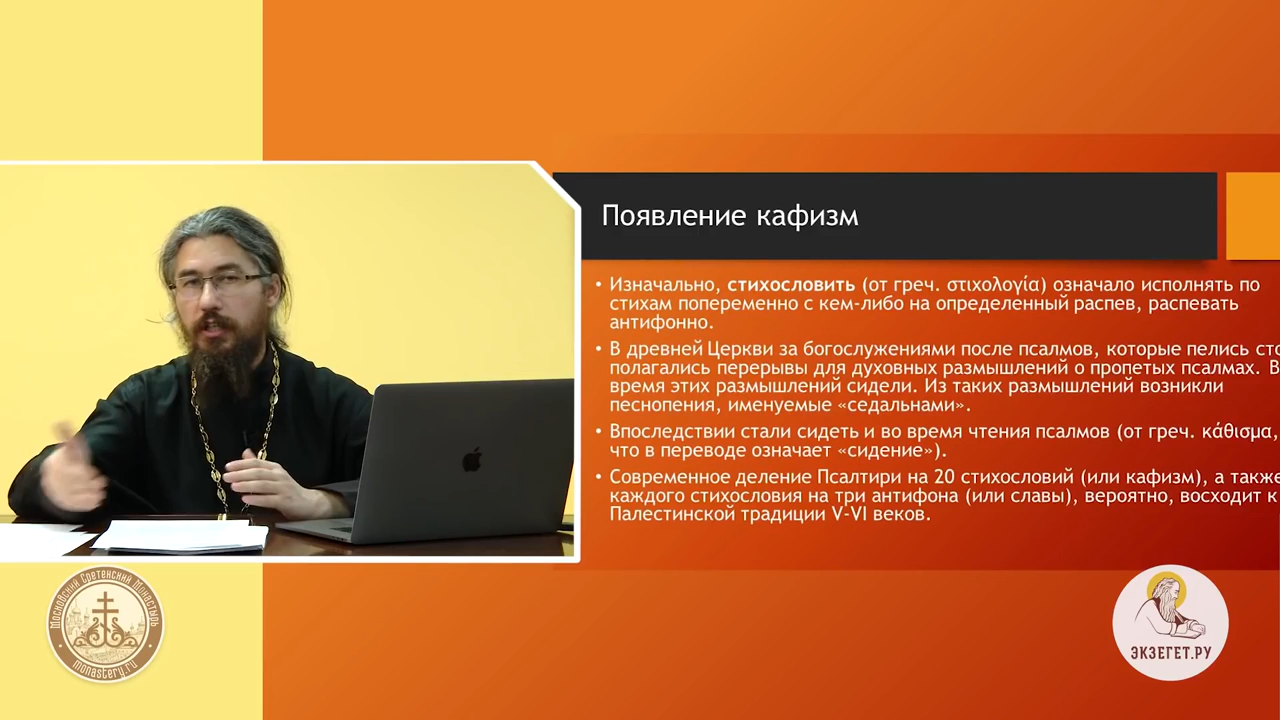 Появление кафизм
• Изначально, стихословить (от греч. στιχολογία) означало исполнять по
стихам попеременно с кем-либо на определенный распев, распевать
антифонно.
• В древней Церкви за богослужениями после псалмов, которые пелись
полагались перерывы для духовных размышлений о пропетых псалмах. В
время этих размышлений сидели. Из таких размышлений возникли
песнопения, именуемые «седальнами».
• Впоследствии стали сидеть и во время чтения псалмов (от греч. κάθισμα,
что в переводе означает «сидение»).
• Современное деление Псалтири на 20 стихословий (или кафизм), а также
каждого стихословия на три антифона (или славы), вероятно, восходит к
Палестинской традиции V-VI веков.
Московский Сретенский Монастырь
monastery.ru
ЭКЗЕГЕТ.РУ